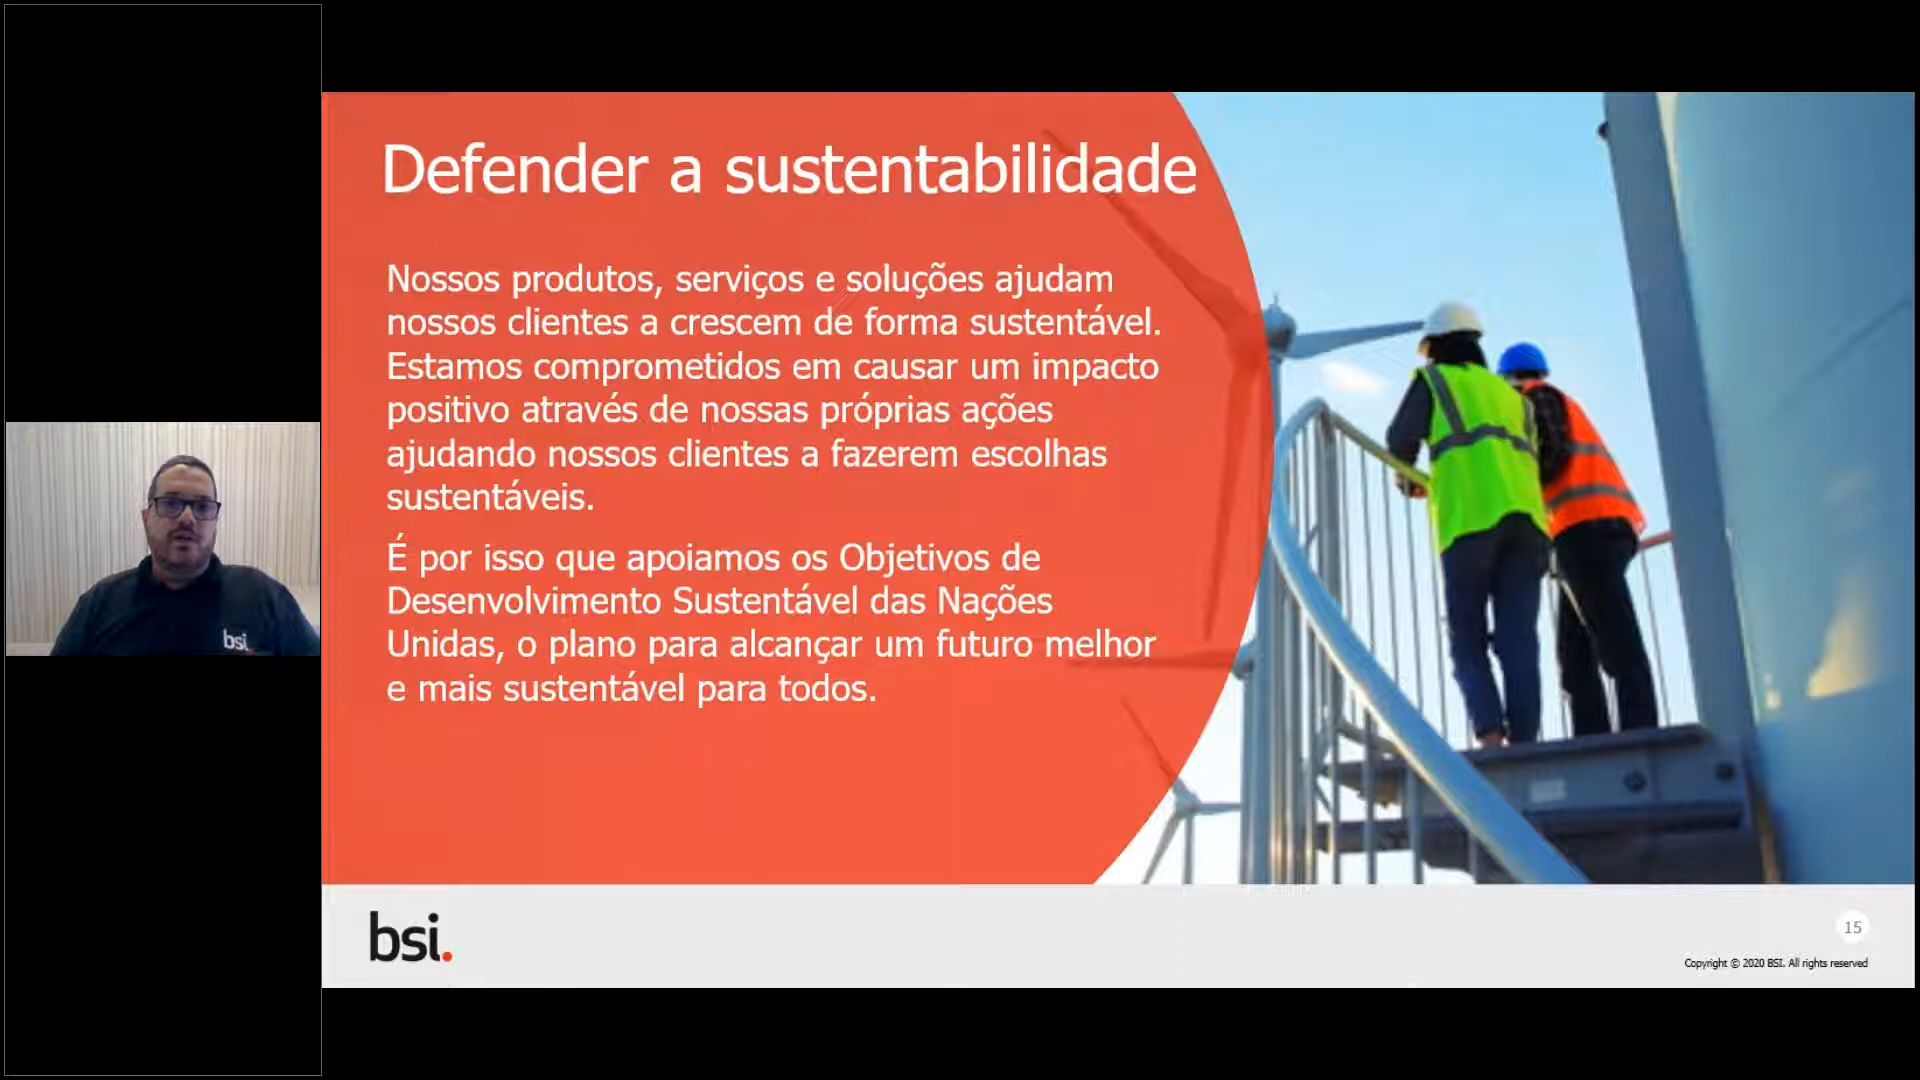 Defender a sustentabilidade
Nossos produtos, serviços e soluções ajudam
nossos clientes a crescem de forma sustentável.
Estamos comprometidos em causar um impacto
positivo através de nossas próprias ações
ajudando nossos clientes a fazerem escolhas
sustentáveis.
É por isso que apoiamos os Objetivos de
Desenvolvimento Sustentável das Nações
Unidas, o plano para alcançar um futuro melhor
e mais sustentável para todos.
bsi.
bsi.
15
Copyright © 2020 BSI. All rights reserved